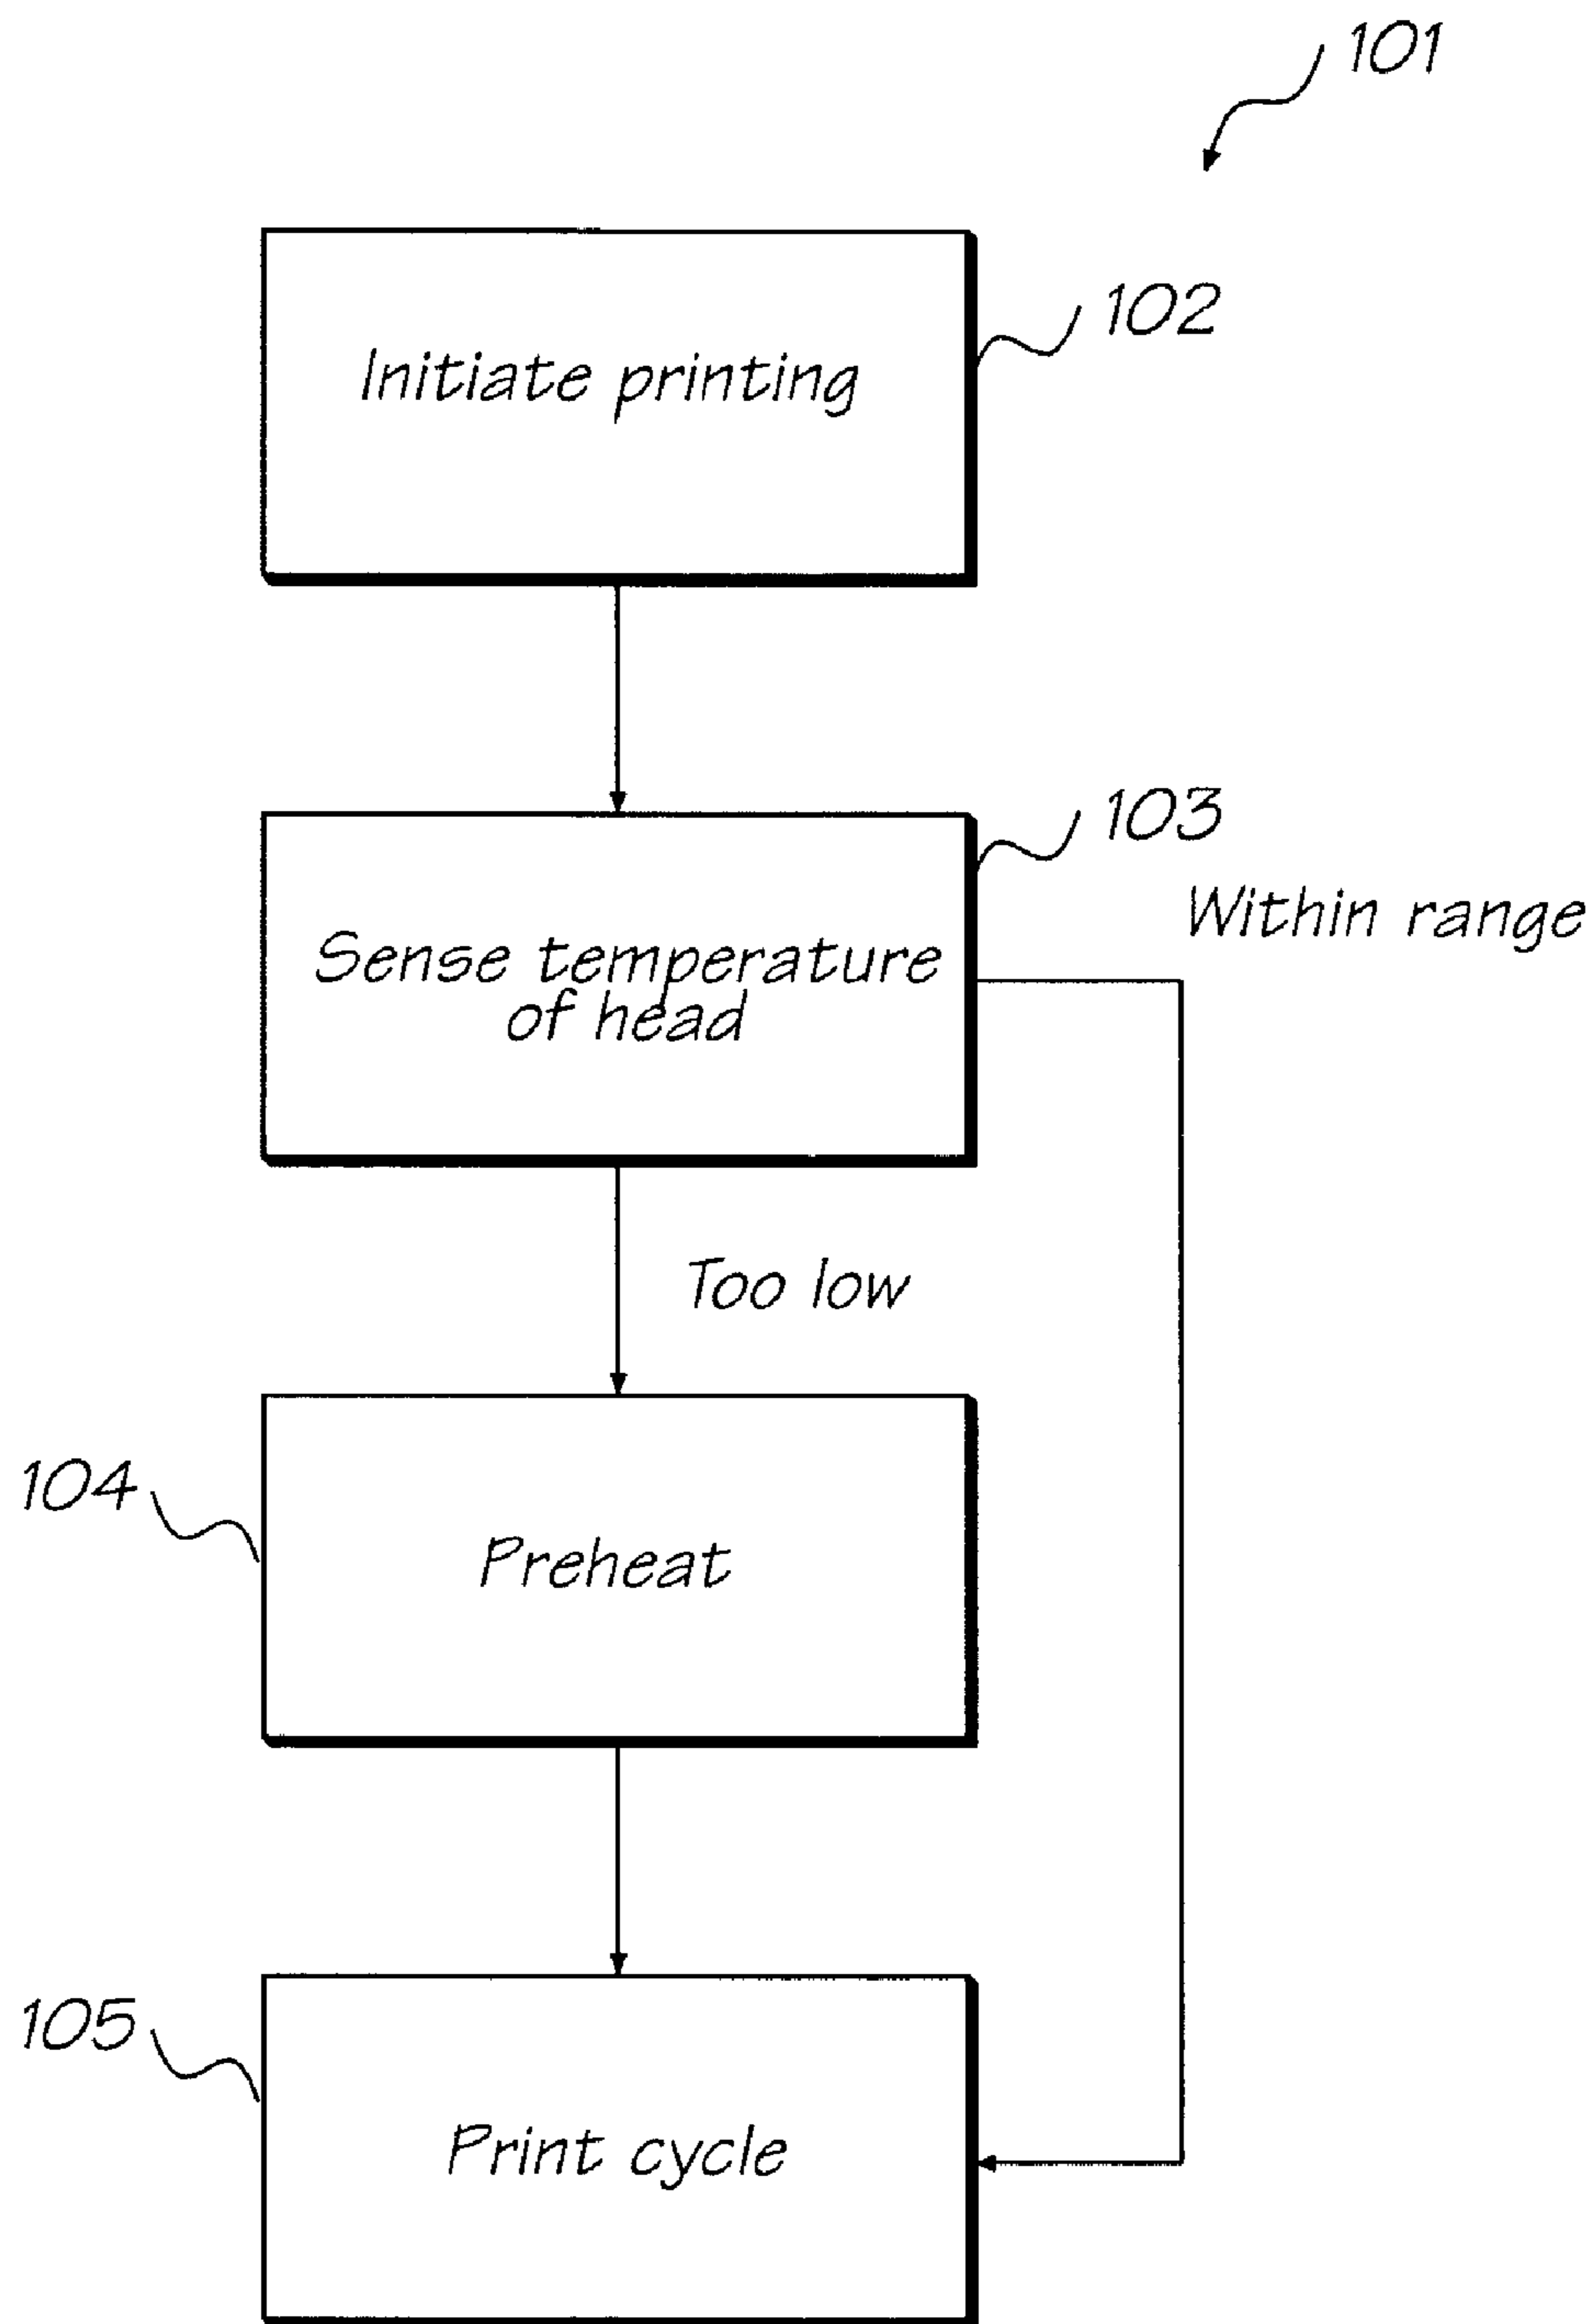 101
Initiate printing
102
103
Within range
Sense temperature
of head
Too low
104
Preheat
105
Print cycle